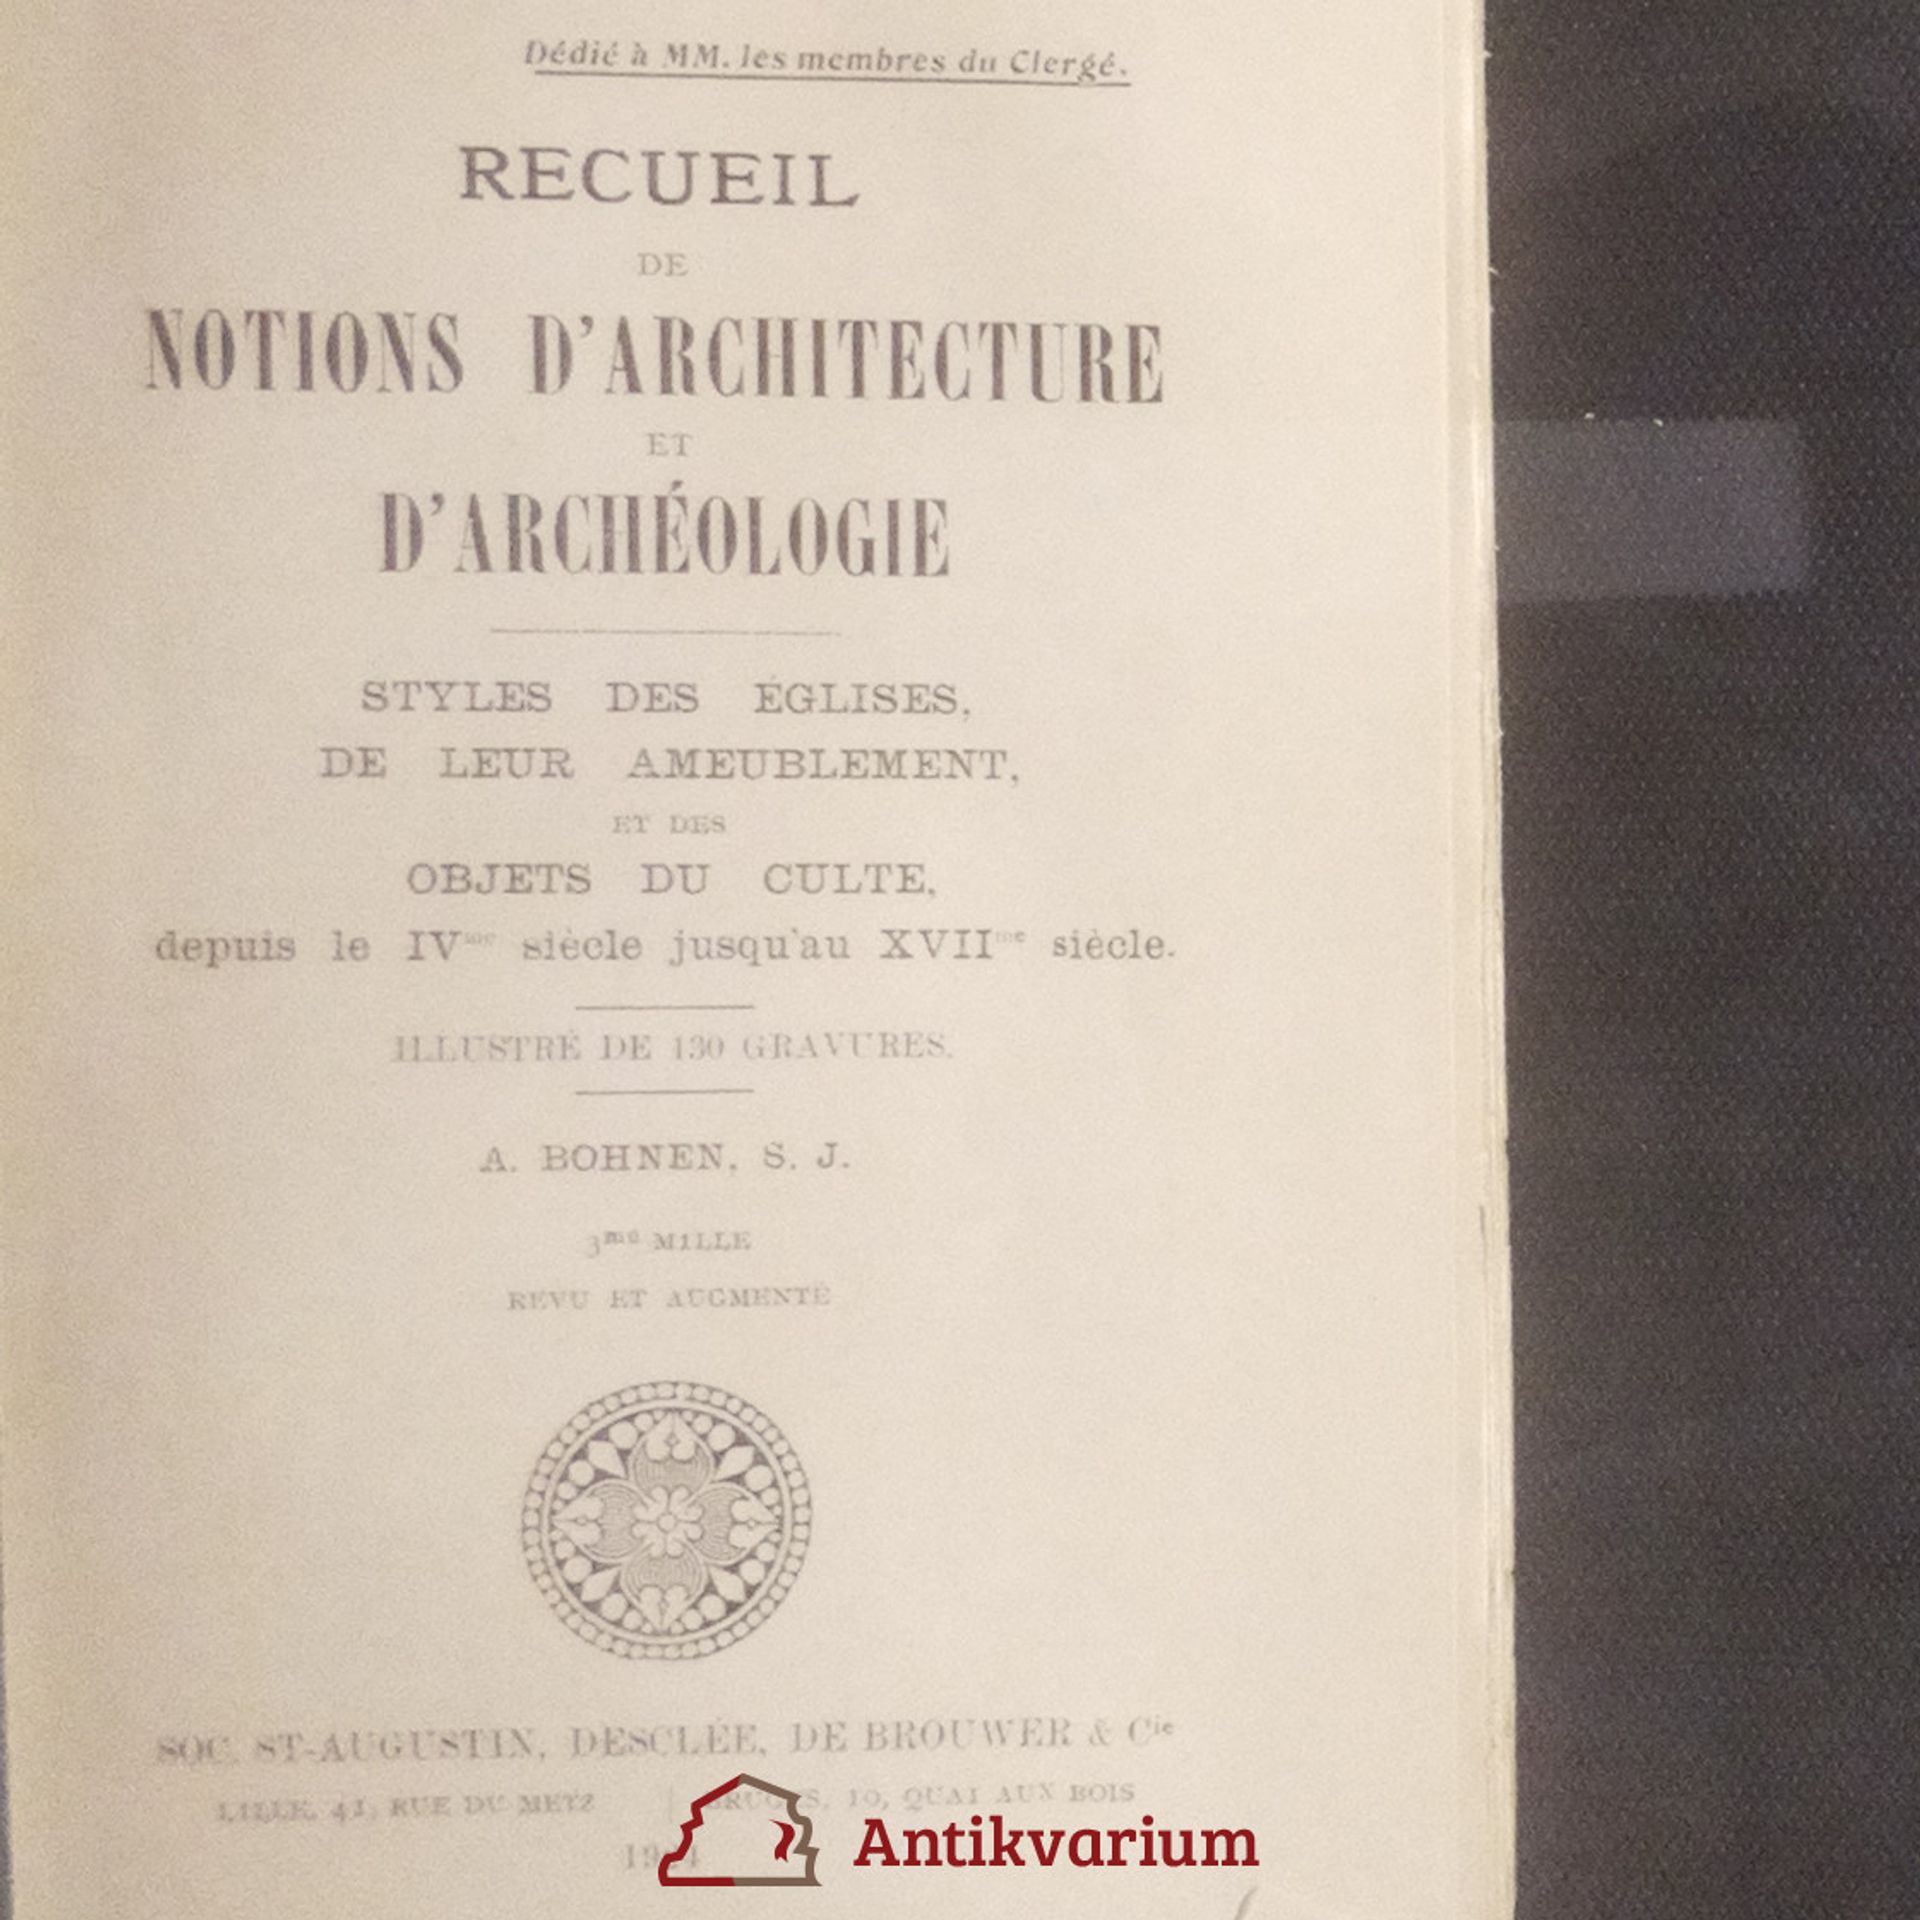 Dédié à MM. les membres du Clergé.
RECUEIL
DE
NOTIONS D'ARCHITECTURE
ET
D'ARCHÉOLOGIE
STYLES DES ÉGLISES,
DE LEUR AMEUBLEMENT,
ET DES
OBJETS DU CULTE,
depuis le IVme siècle jusqu'au XVIIme siècle.
ILLUSTRÉ DE 130 GRAVURES.
A. BOHNEN, S. J.
3me MILLE
REVU ET AUGMENTÉ
SOC. ST-AUGUSTIN, DESCLÉE, DE BROUWER & Cie
LILLE, 41, RUE DU METZ | BRUGES, 10, QUAI AUX BOIS
Antikvarium